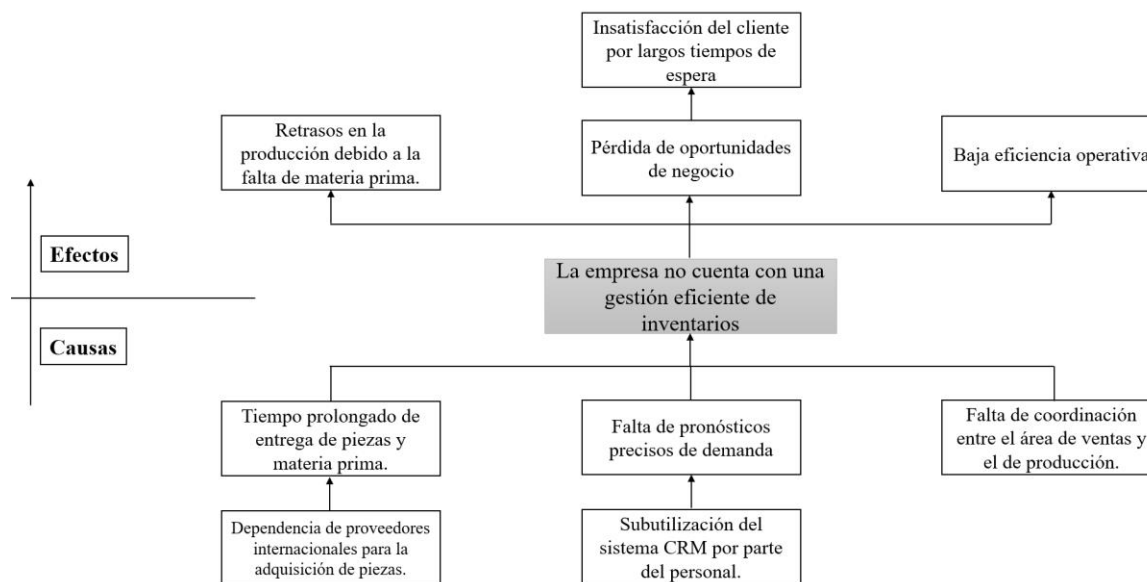 Insatisfacción del cliente
por largos tiempos de
espera
Retrasos en la
producción debido a la
falta de materia prima.
Pérdida de oportunidades
de negocio
Baja eficiencia operativa
Efectos
La empresa no cuenta con una
gestión eficiente de
inventarios
Causas
Tiempo prolongado de
entrega de piezas y
materia prima.
Falta de pronósticos
precisos de demanda
Falta de coordinación
entre el área de ventas y
el de producción.
Dependencia de proveedores
internacionales para la
adquisición de piezas.
Subutilización del
sistema CRM por parte
del personal.